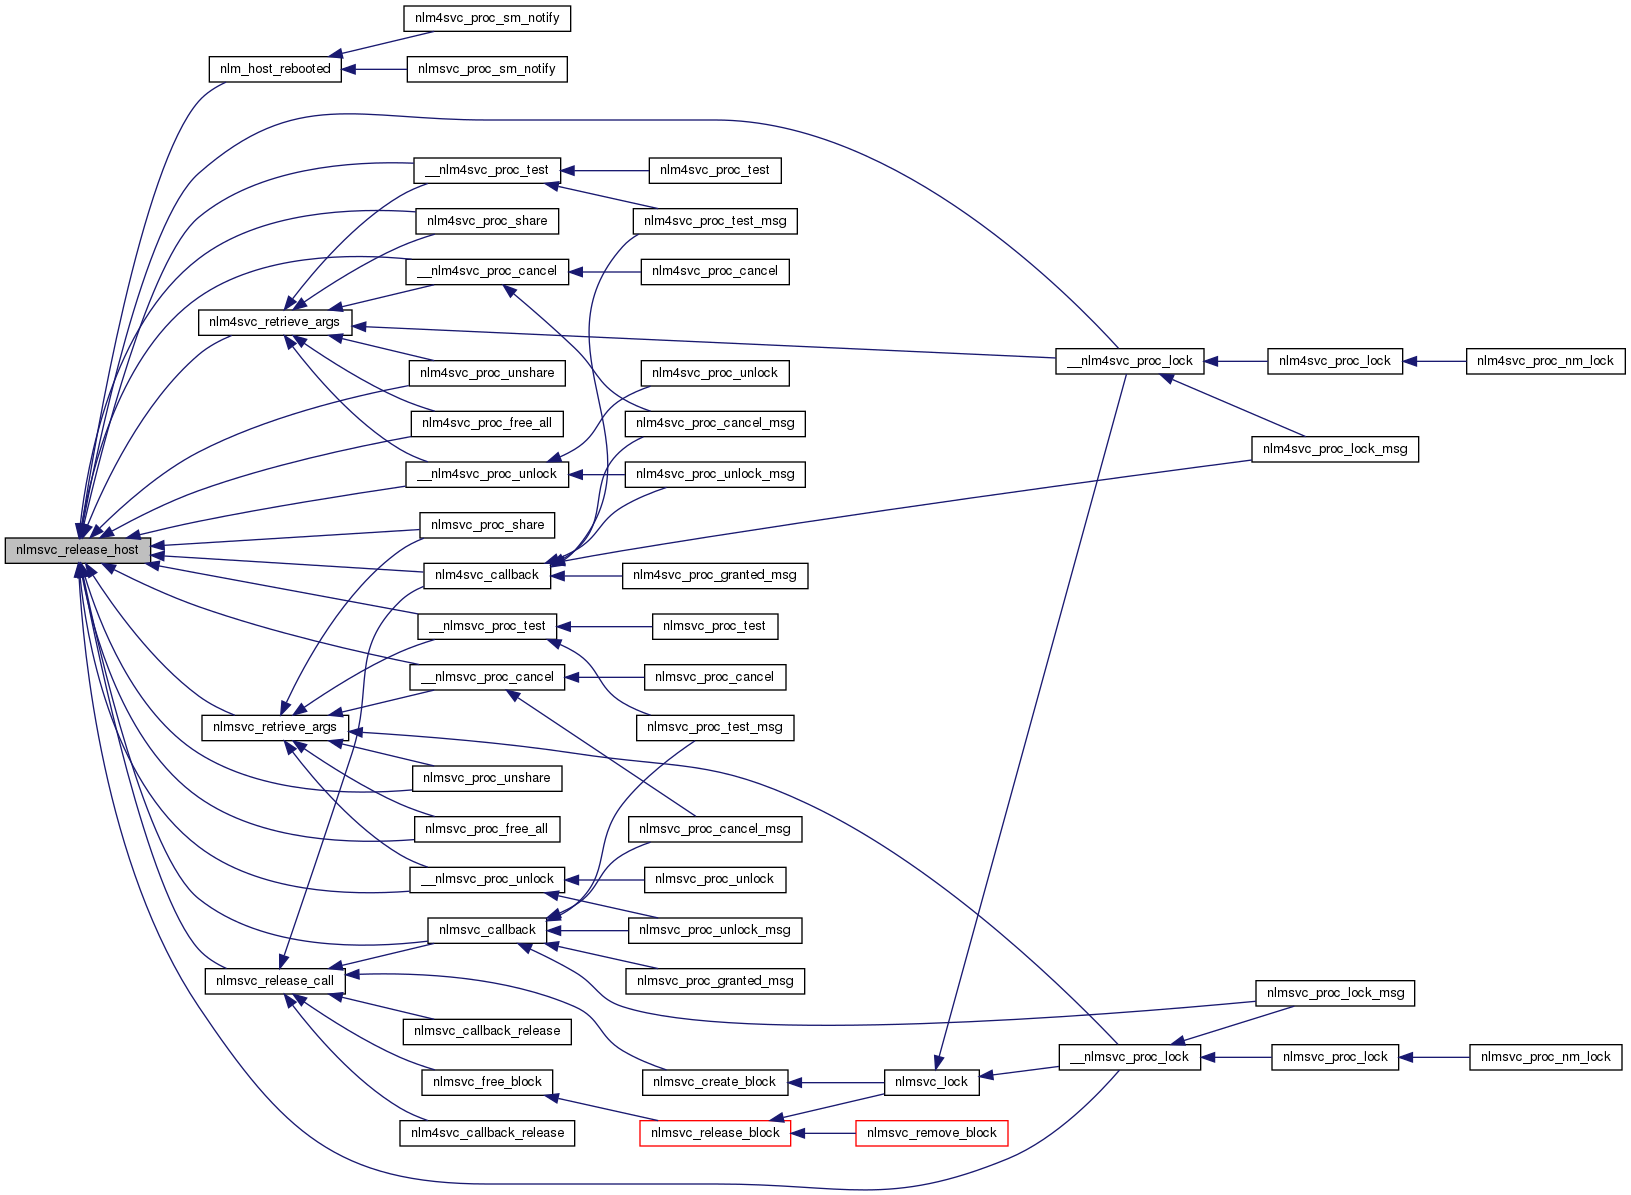 nlm4svc_proc_sm_notify
nlm_host_rebooted
nlmsvc_proc_sm_notify
__nlm4svc_proc_test
nlm4svc_proc_test
nlm4svc_proc_share
nlm4svc_proc_test_msg
__nlm4svc_proc_cancel
nlm4svc_proc_cancel
nlm4svc_retrieve_args
__nlm4svc_proc_lock
nlm4svc_proc_lock
nlm4svc_proc_nm_lock
nlm4svc_proc_unshare
nlm4svc_proc_unlock
nlm4svc_proc_free_all
nlm4svc_proc_cancel_msg
nlm4svc_proc_lock_msg
__nlm4svc_proc_unlock
nlm4svc_proc_unlock_msg
nlmsvc_proc_share
nlmsvc_release_host
nlm4svc_callback
nlm4svc_proc_granted_msg
__nlmsvc_proc_test
nlmsvc_proc_test
__nlmsvc_proc_cancel
nlmsvc_proc_cancel
nlmsvc_retrieve_args
nlmsvc_proc_test_msg
nlmsvc_proc_unshare
nlmsvc_proc_free_all
nlmsvc_proc_cancel_msg
__nlmsvc_proc_unlock
nlmsvc_proc_unlock
nlmsvc_callback
nlmsvc_proc_unlock_msg
nlmsvc_release_call
nlmsvc_proc_granted_msg
nlmsvc_proc_lock_msg
nlmsvc_callback_release
__nlmsvc_proc_lock
nlmsvc_proc_lock
nlmsvc_proc_nm_lock
nlmsvc_free_block
nlmsvc_create_block
nlmsvc_lock
nlm4svc_callback_release
nlmsvc_release_block
nlmsvc_remove_block